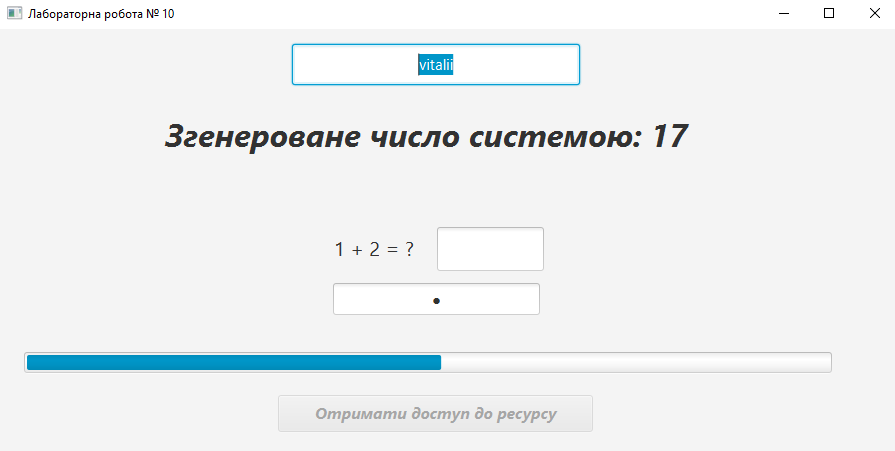 Лабораторна робота № 10
vitalii
Згенероване число системою: 17
1 + 2 = ?
•
Отримати доступ до ресурсу